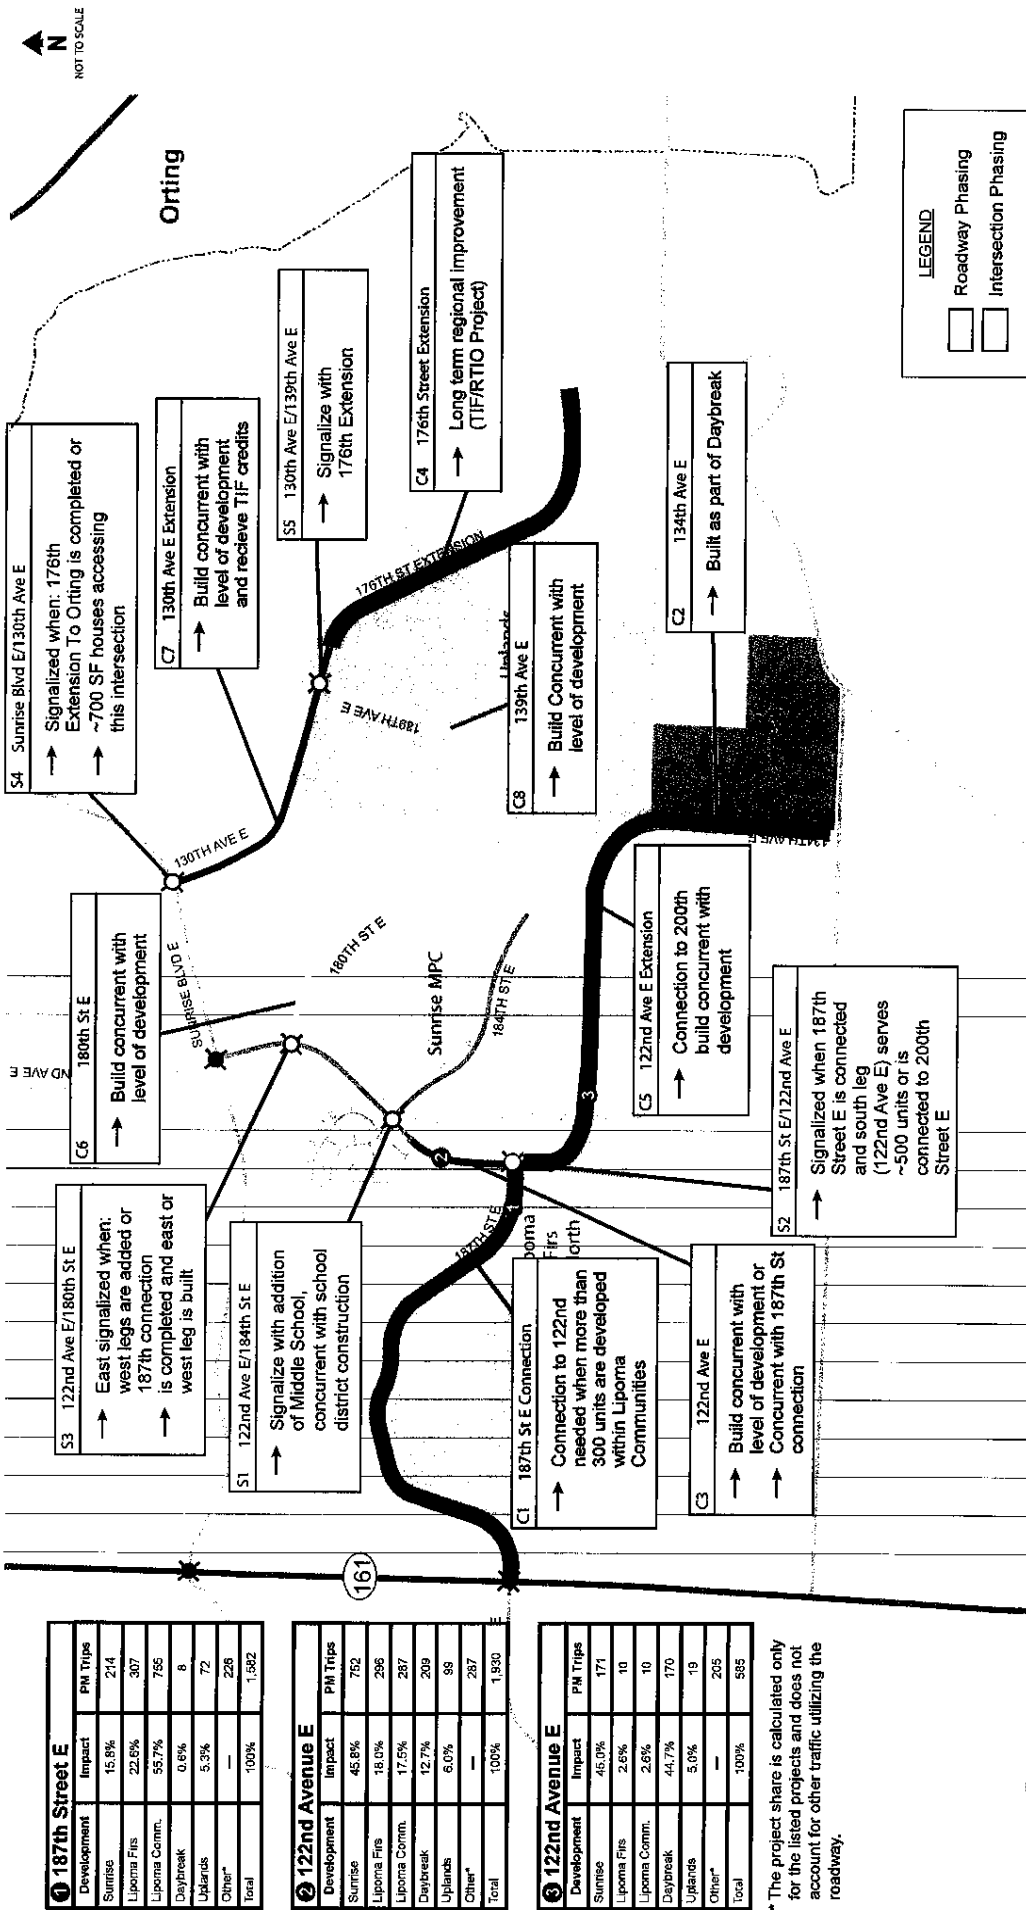 N
NOT TO SCALE
Orting
S4 Sunrise Blvd E/130th Ave E
→ Signalized when: 176th
Extension To Orting is completed or
→ ~700 SF houses accessing
this intersection
C7 130th Ave E Extension
→ Build concurrent with
level of development
and recieve TIF credits
S5 130th Ave E/139th Ave E
→ Signalize with
176th Extension
C4 176th Street Extension
→ Long term regional improvement
(TIF/RTIO Project)
C8 139th Ave E
→ Build Concurrent with
level of development
C2 134th Ave E
→ Built as part of Daybreak
LEGEND
Roadway Phasing
Intersection Phasing
C6 180th St E
→ Build concurrent with
level of development
S3 122nd Ave E/180th St E
→ East signalized when:
west legs are added or
187th connection
→ is completed and east or
west leg is built
S1 122nd Ave E/184th St E
→ Signalize with addition
of Middle School,
concurrent with school
district construction
C1 187th St E Connection
→ Connection to 122nd
needed when more than
300 units are developed
within Lipoma
Communities
C3 122nd Ave E
→ Build concurrent with
level of development or
→ Concurrent with 187th St
connection
C5 122nd Ave E Extension
→ Connection to 200th
build concurrent with
development
S2 187th St E/122nd Ave E
→ Signalized when 187th
Street E is connected
and south leg
(122nd Ave E) serves
~500 units or is
connected to 200th
Street E
ND AVE E
SUNRISE BLVD E
130TH AVE E
180TH ST E
Sunrise MPC
184TH ST E
139TH AVE E
176TH ST EXTENSION
Uplands
187TH ST E
134TH AVE E
poma
Firs
orth
161
E
1
2
3
1 187th Street E
Development Impact PM Trips
Sunrise 15.8% 214
Lipoma Firs 22.6% 307
Lipoma Comm. 55.7% 755
Daybreak 0.6% 8
Uplands 5.3% 72
Other* — 226
Total 100% 1,582
2 122nd Avenue E
Development Impact PM Trips
Sunrise 45.8% 752
Lipoma Firs 18.0% 296
Lipoma Comm. 17.5% 287
Daybreak 12.7% 209
Uplands 6.0% 99
Other* — 287
Total 100% 1,930
3 122nd Avenue E
Development Impact PM Trips
Sunrise 45.0% 171
Lipoma Firs 2.6% 10
Lipoma Comm. 2.6% 10
Daybreak 44.7% 170
Uplands 5.0% 19
Other* — 205
Total 100% 585
* The project share is calculated only
for the listed projects and does not
account for other traffic utilizing the
roadway.